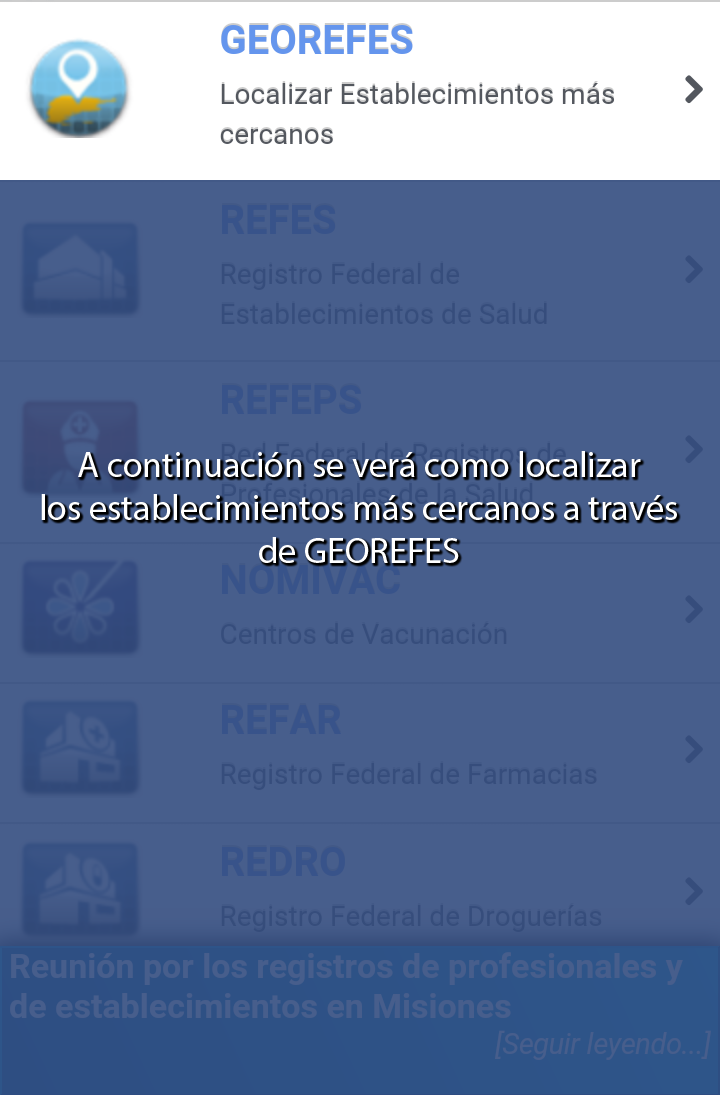 GEOREFES
Localizar Establecimientos más
cercanos
REFES
Registro Federal de
Establecimientos de Salud
REFEPS
Red Federal de Registros de
Profesionales de la Salud
A continuación se verá como localizar
los establecimientos más cercanos a través
de GEOREFES
NOMIVAC
Centros de Vacunación
REFAR
Registro Federal de Farmacias
REDRO
Registro Federal de Droguerías
Reunión por los registros de profesionales y
de establecimientos en Misiones
[Seguir leyendo...]